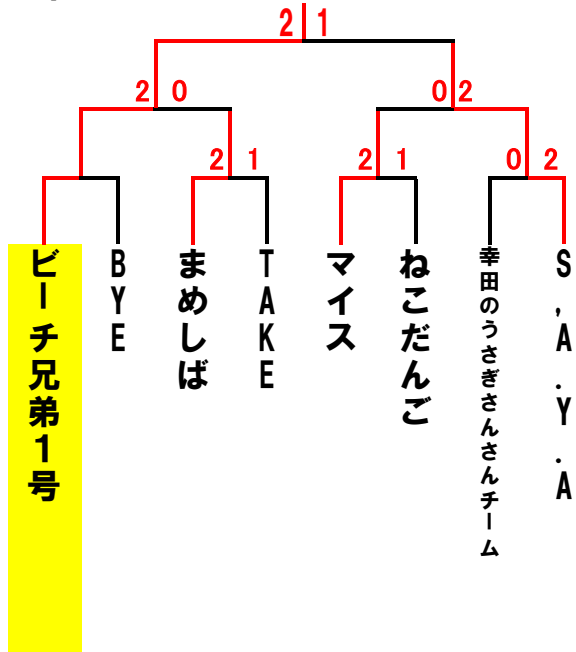 2 1
2 0
0 2
2 1
2 1
0 2
ビーチ兄弟1号
BYE
まめしば
TAKE
マイス
ねこだんご
幸田のうさぎさんさんチーム
S,A.Y.A